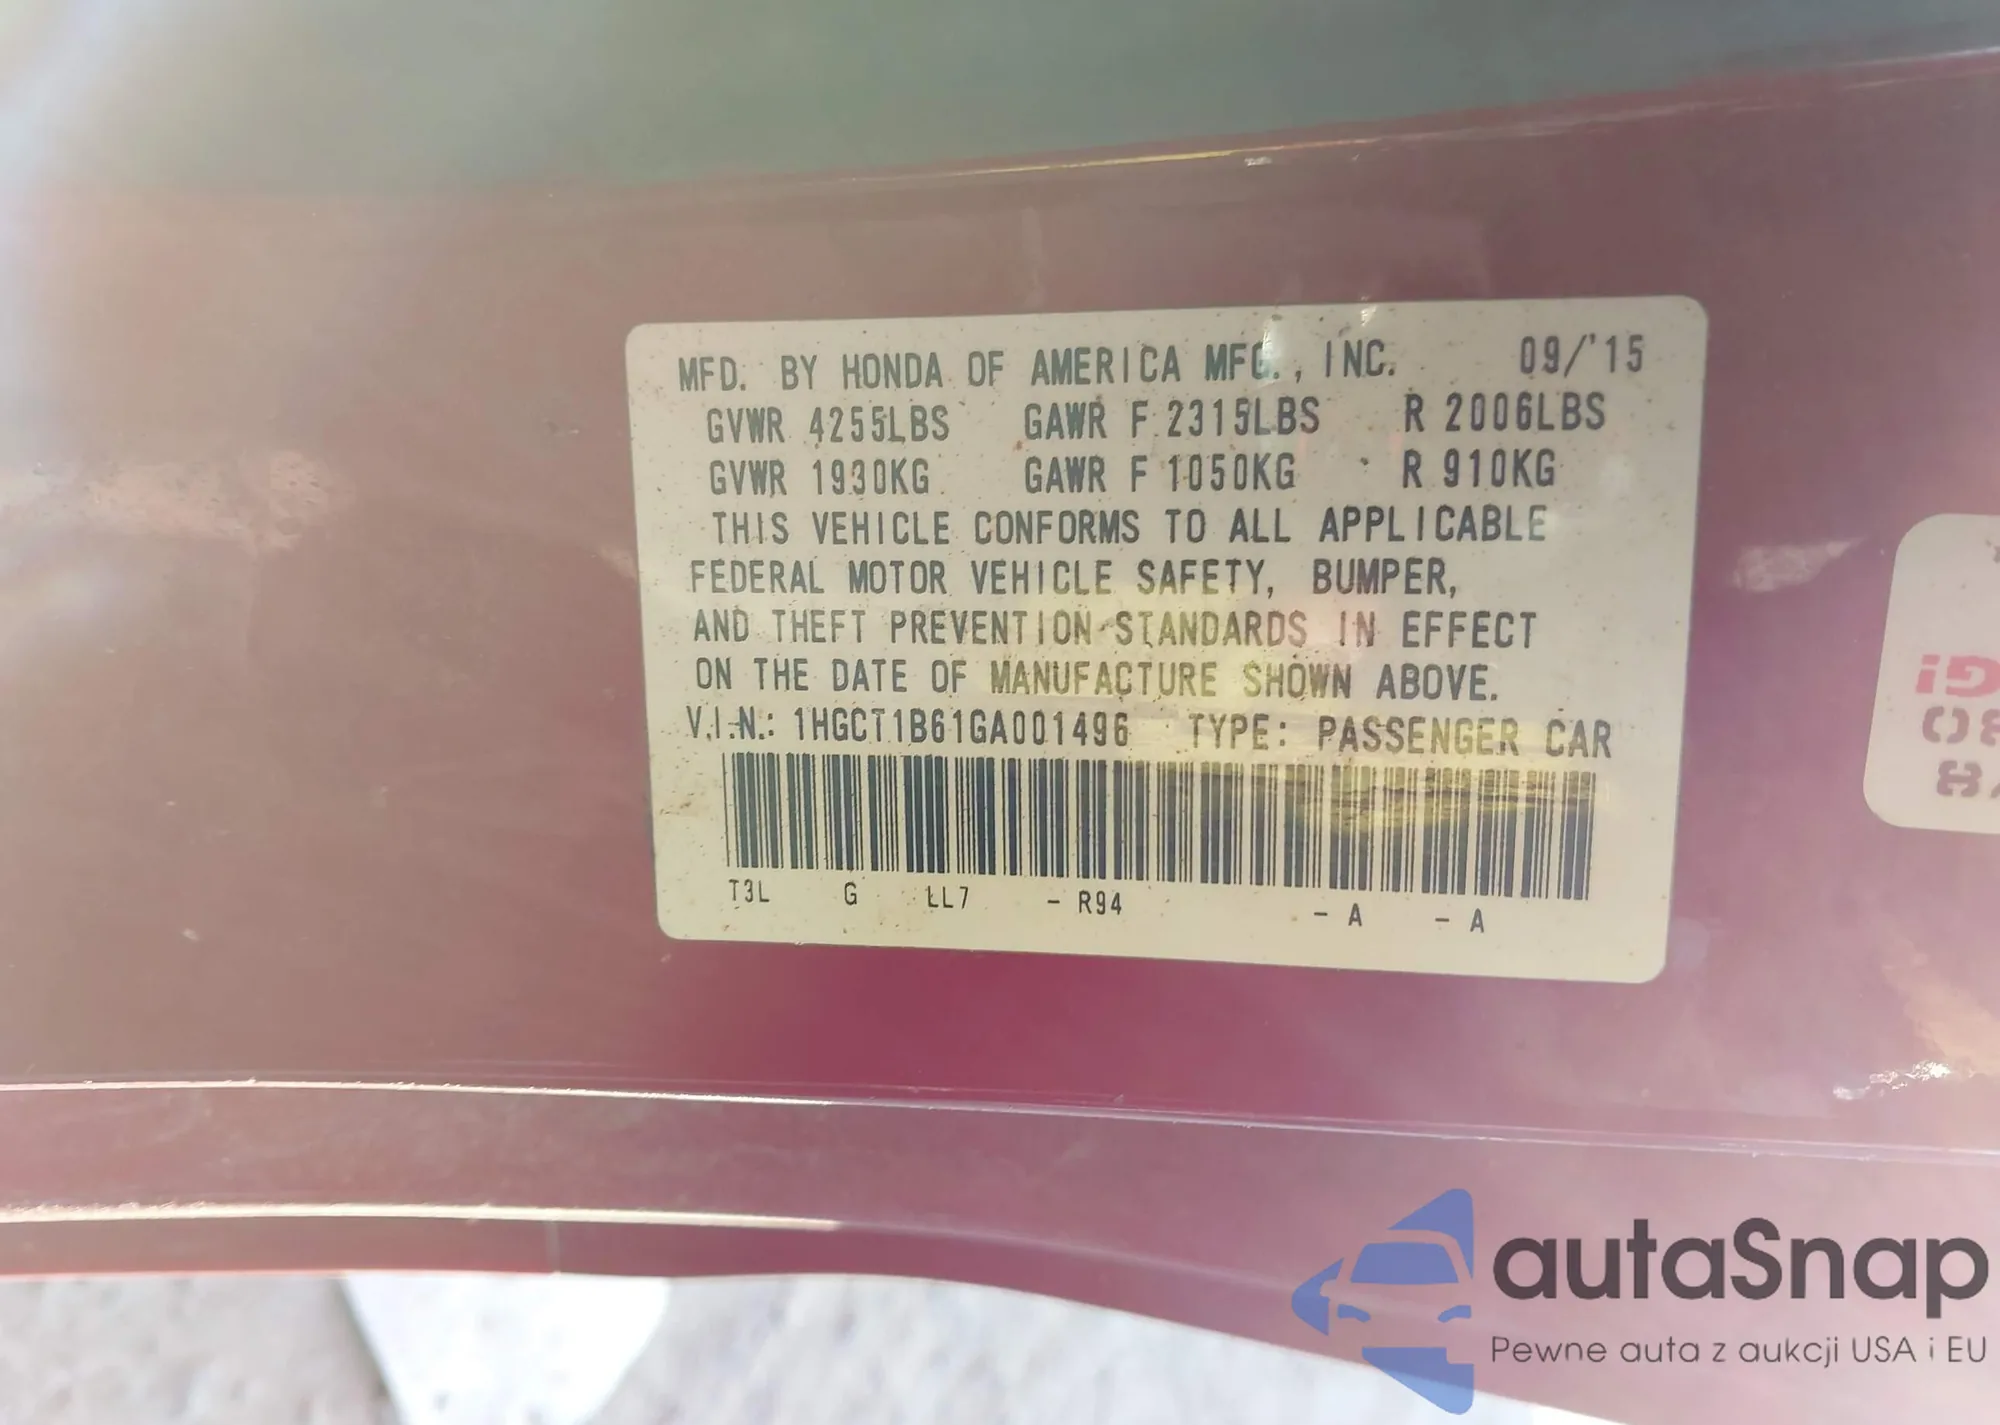 MFD. BY HONDA OF AMERICA MFG., INC. 09/'15
GVWR 4255LBS GAWR F 2315LBS R 2006LBS
GVWR 1930KG GAWR F 1050KG R 910KG
THIS VEHICLE CONFORMS TO ALL APPLICABLE
FEDERAL MOTOR VEHICLE SAFETY, BUMPER,
AND THEFT PREVENTION STANDARDS IN EFFECT
ON THE DATE OF MANUFACTURE SHOWN ABOVE.
V.I.N.: 1HGCT1B61GA001496 TYPE: PASSENGER CAR
T3L G LL7 - R94 - A - A
autaSnap
Pewne auta z aukcji USA i EU